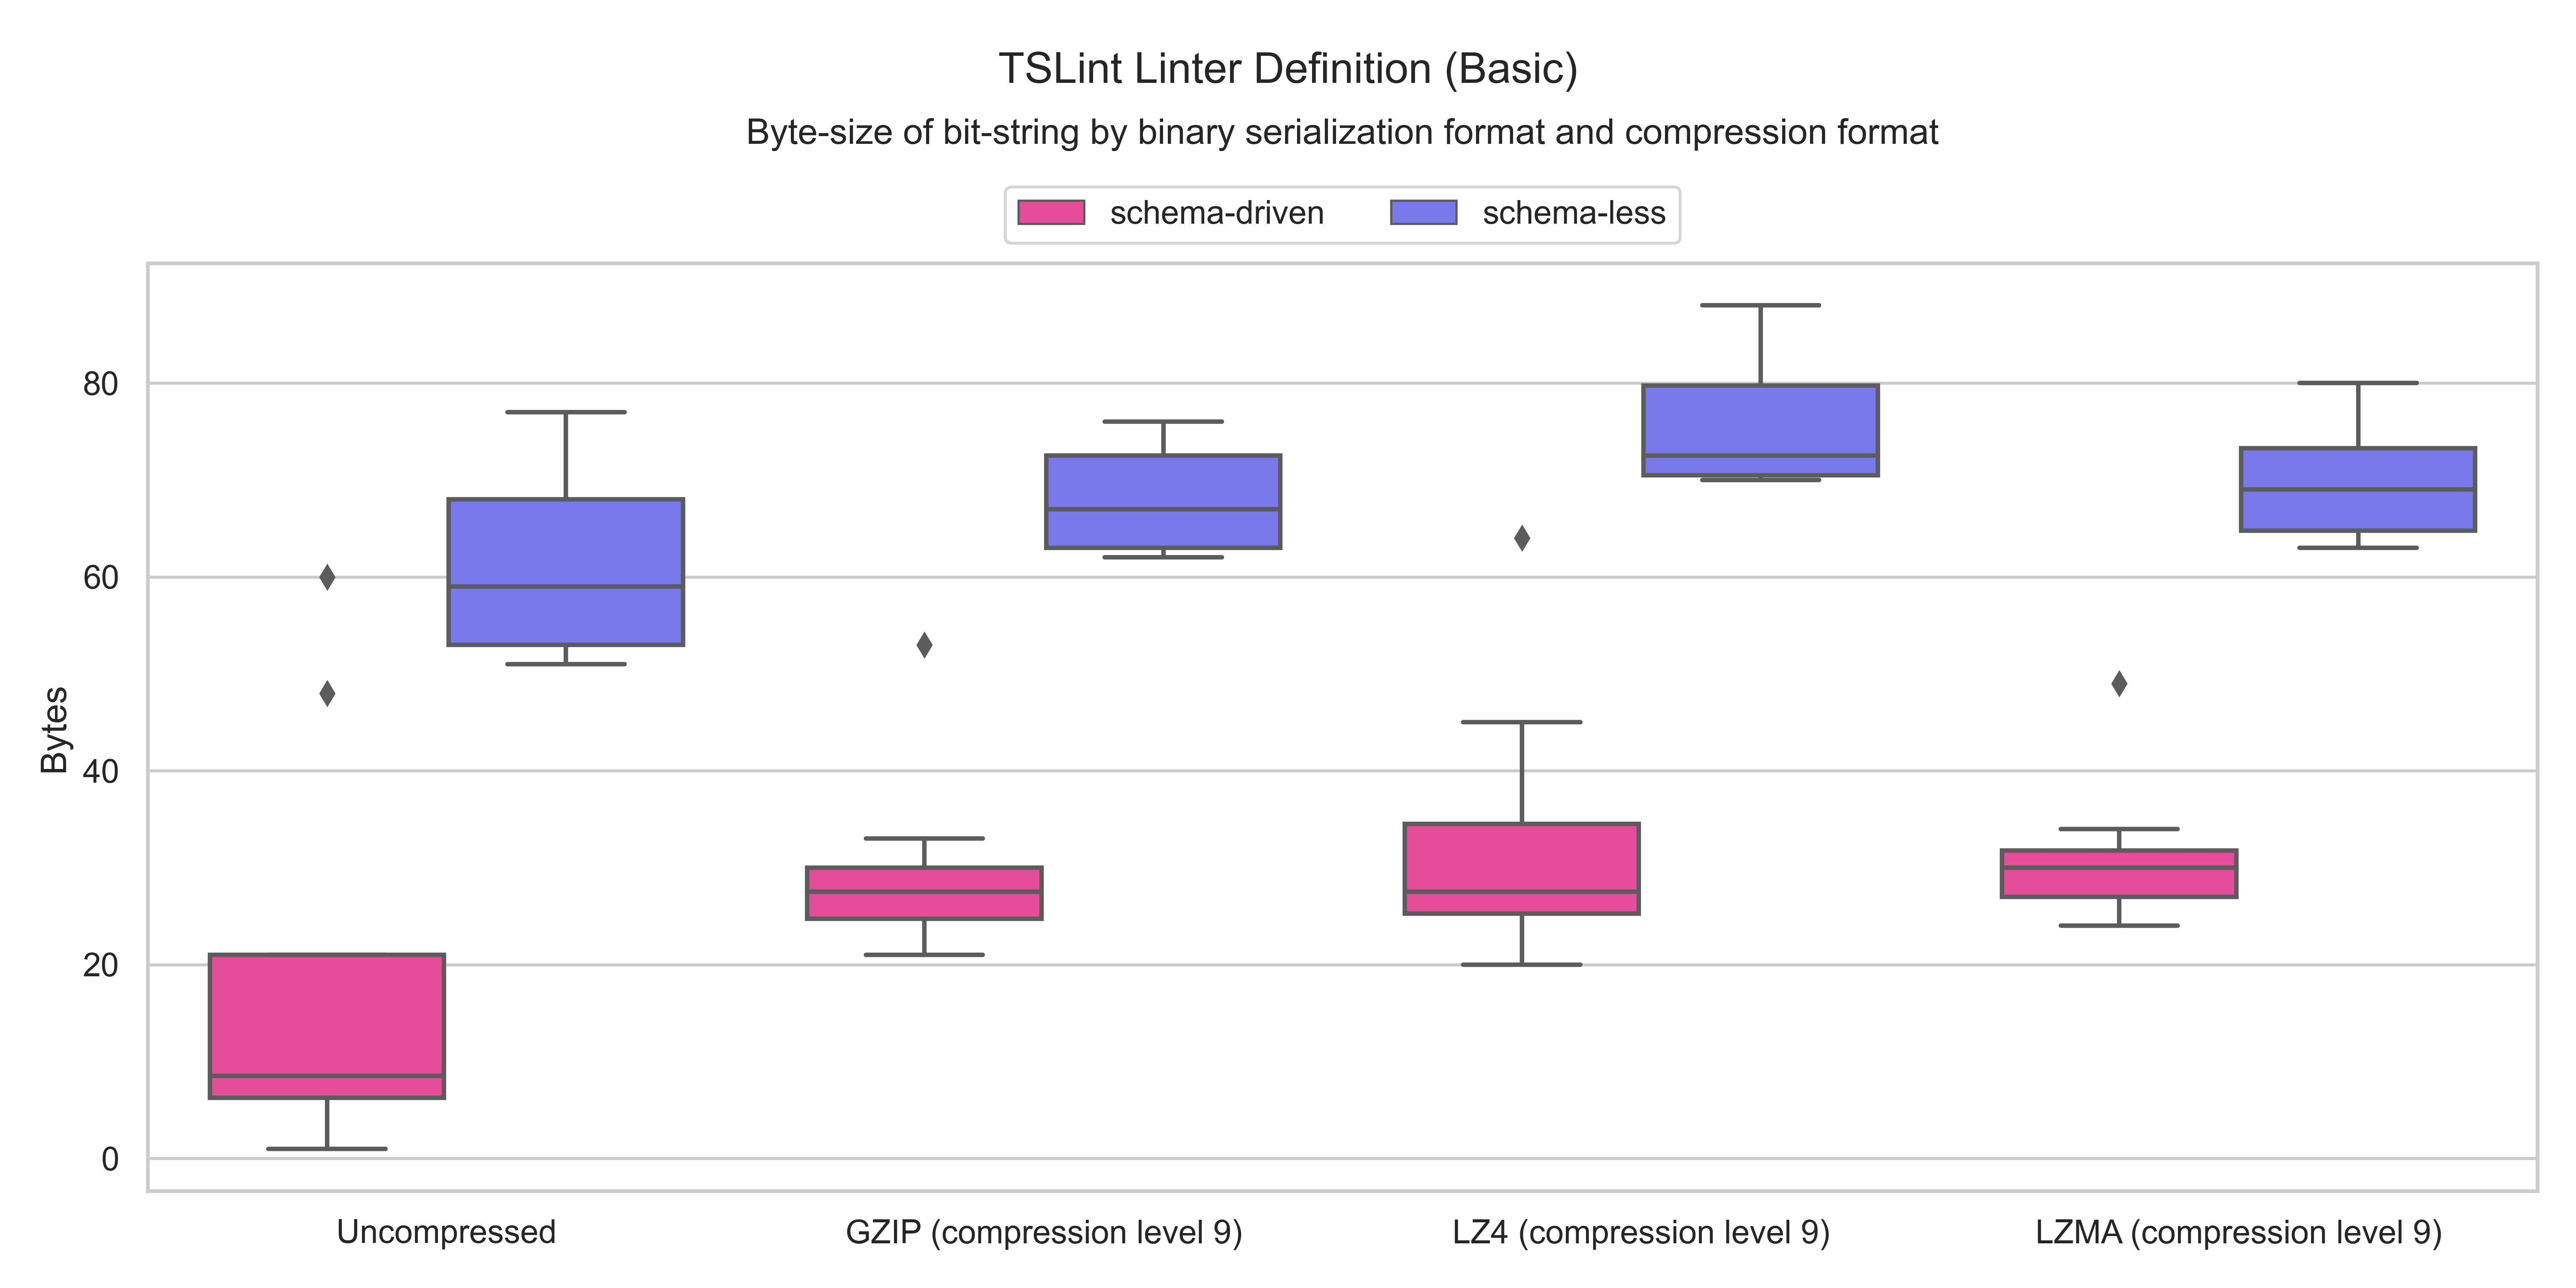 TSLint Linter Definition (Basic)
Byte-size of bit-string by binary serialization format and compression format
schema-driven schema-less
Bytes
80
60
40
20
0
Uncompressed GZIP (compression level 9) LZ4 (compression level 9) LZMA (compression level 9)